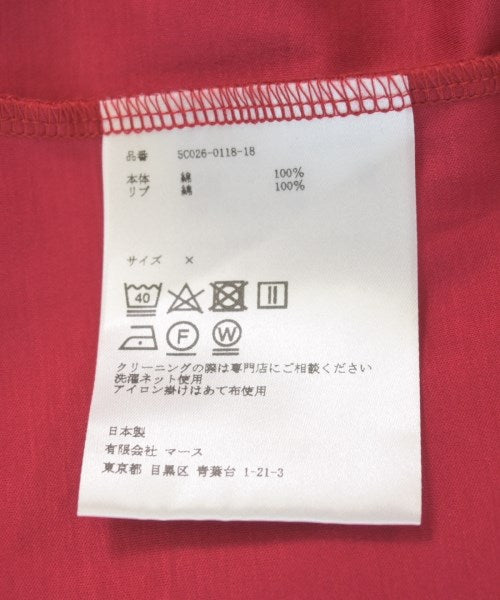 品番 SC026-0118-18
本体 綿 100%
リブ 綿 100%
サイズ ×
40
F W
クリーニングの際は専門店にご相談ください
洗濯ネット使用
アイロン掛けはあて布使用
日本製
有限会社 マース
東京都 目黒区 青葉台 1-21-3